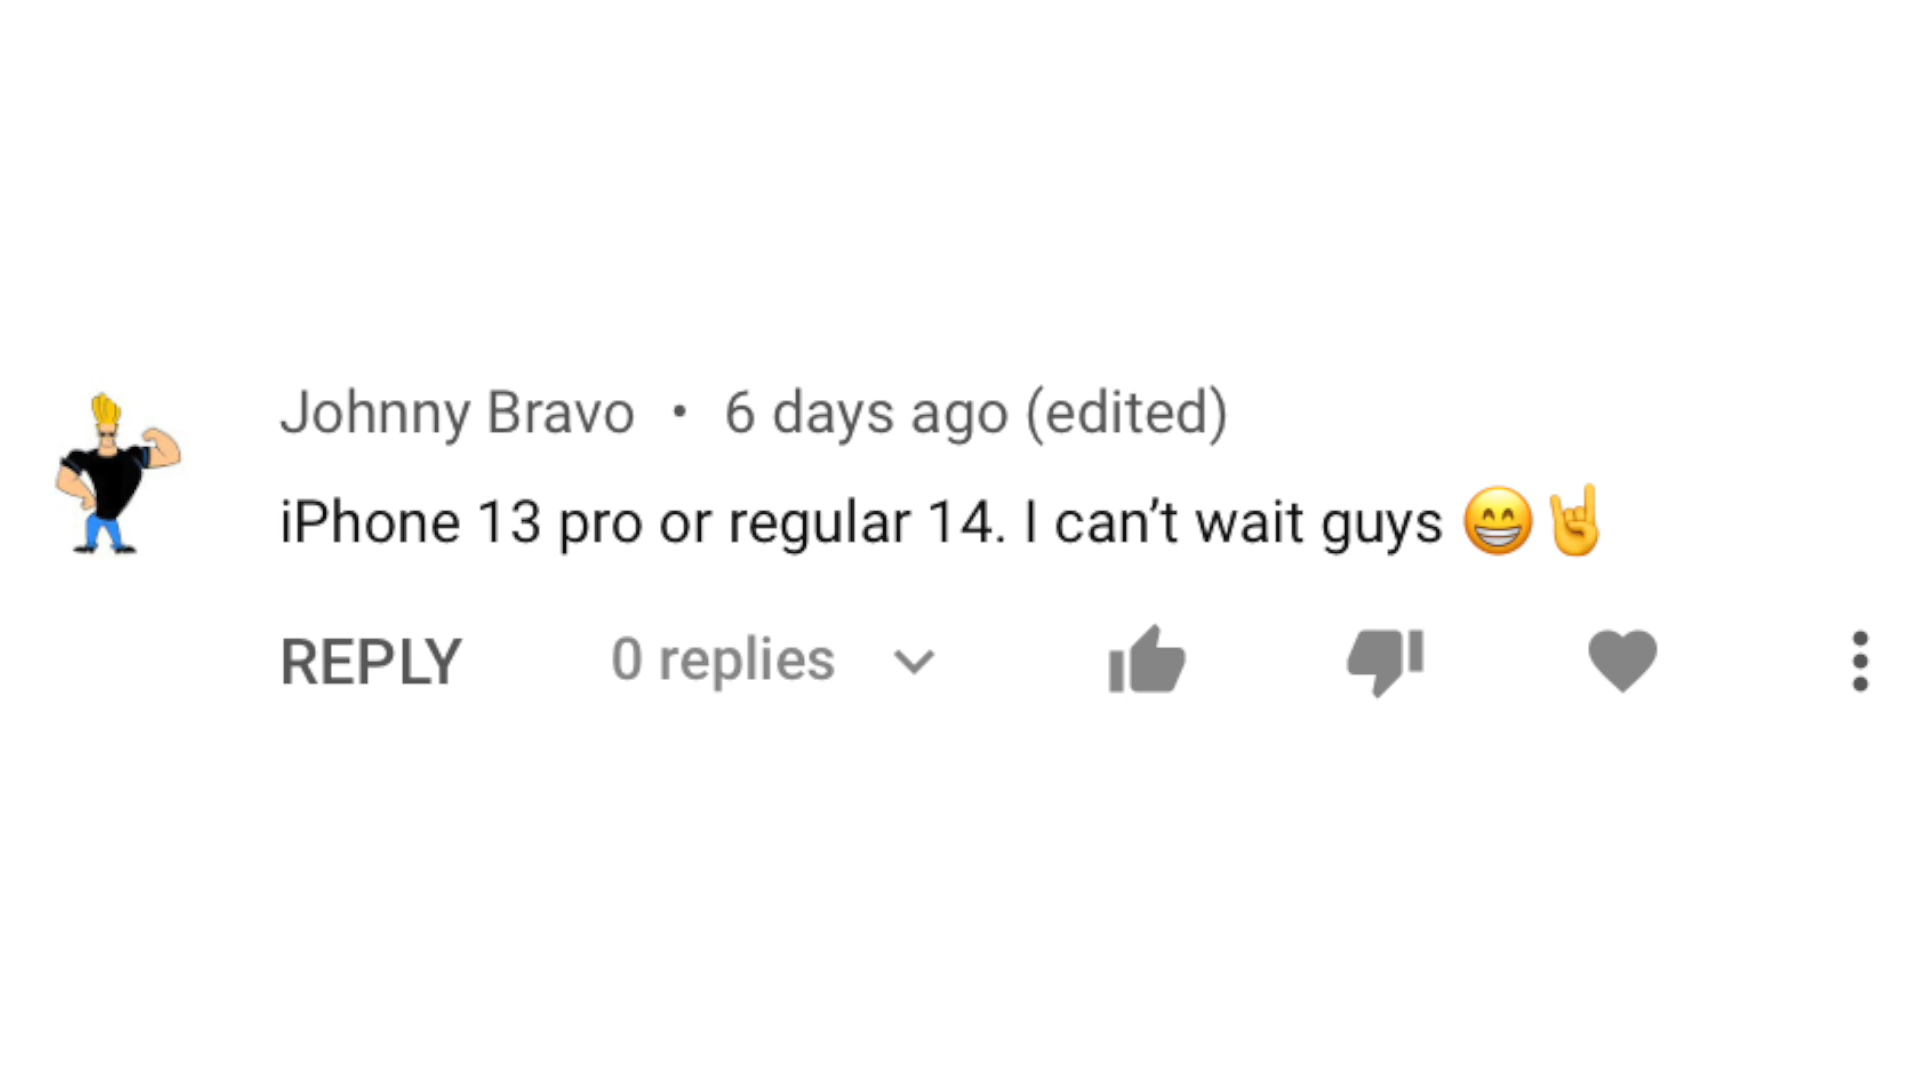 Johnny Bravo • 6 days ago (edited)
iPhone 13 pro or regular 14. I can’t wait guys 😁🤘
REPLY 0 replies